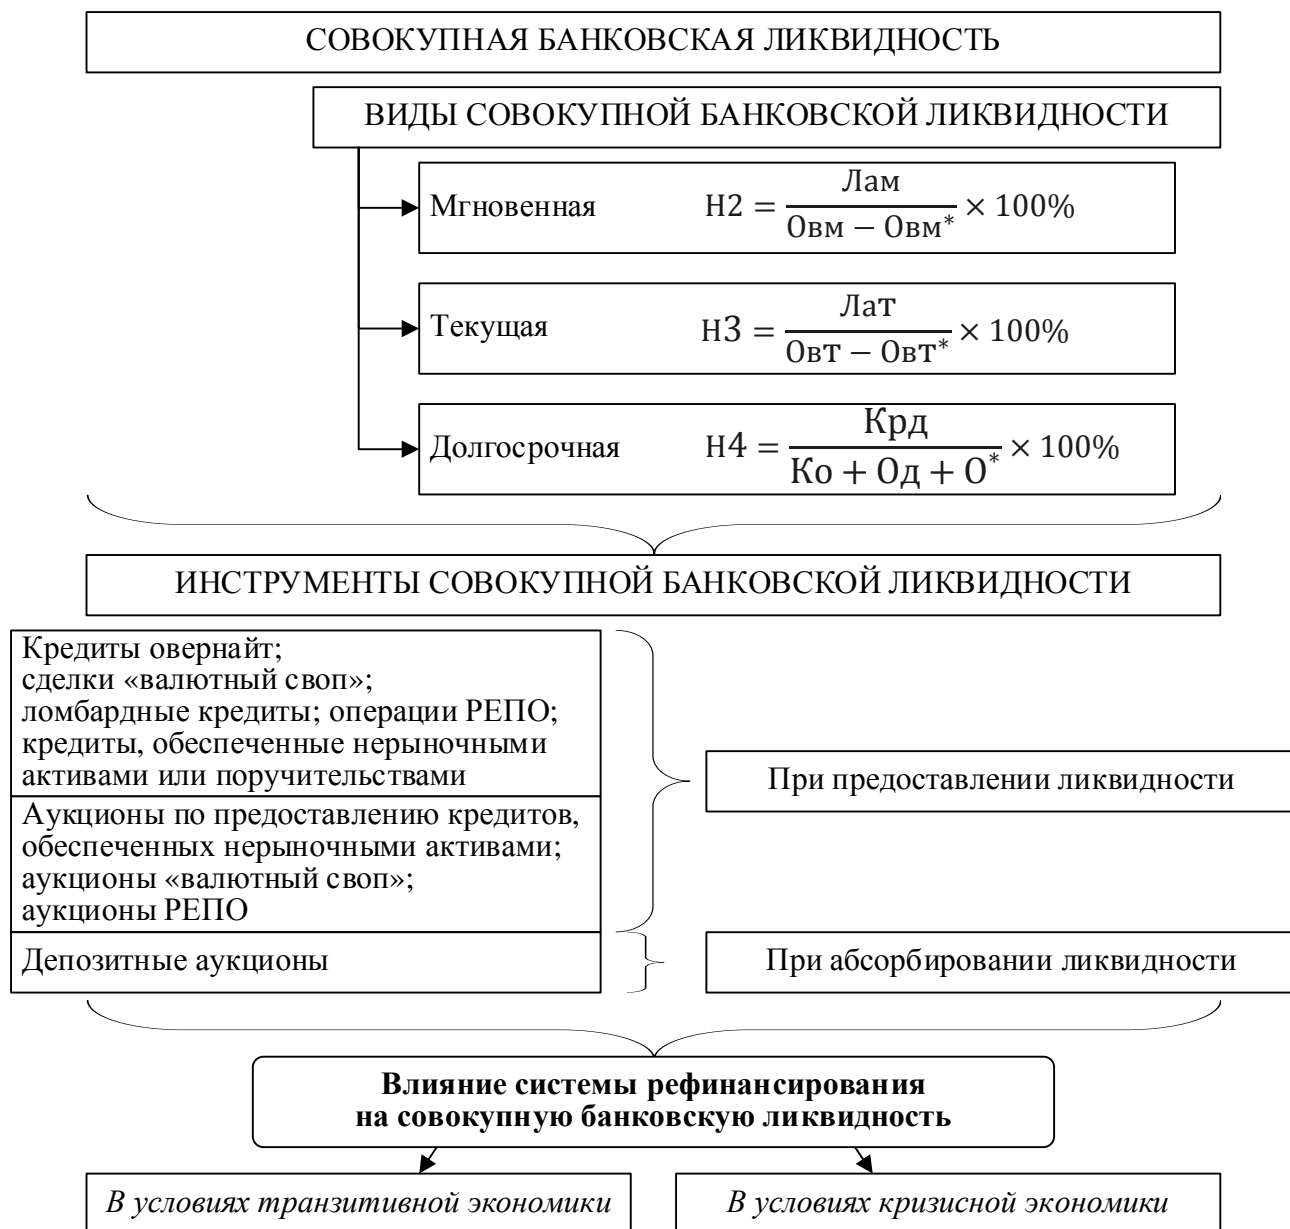 СОВОКУПНАЯ БАНКОВСКАЯ ЛИКВИДНОСТЬ
ВИДЫ СОВОКУПНОЙ БАНКОВСКОЙ ЛИКВИДНОСТИ
Мгновенная Н2 = Лам / (Овм − Овм*) × 100%
Текущая Н3 = Лат / (Овт − Овт*) × 100%
Долгосрочная Н4 = Крд / (Ко + Од + О*) × 100%
ИНСТРУМЕНТЫ СОВОКУПНОЙ БАНКОВСКОЙ ЛИКВИДНОСТИ
Кредиты овернайт;
сделки «валютный своп»;
ломбардные кредиты; операции РЕПО;
кредиты, обеспеченные нерыночными
активами или поручительствами
При предоставлении ликвидности
Аукционы по предоставлению кредитов,
обеспеченных нерыночными активами;
аукционы «валютный своп»;
аукционы РЕПО
Депозитные аукционы
При абсорбировании ликвидности
Влияние системы рефинансирования
на совокупную банковскую ликвидность
В условиях транзитивной экономики
В условиях кризисной экономики